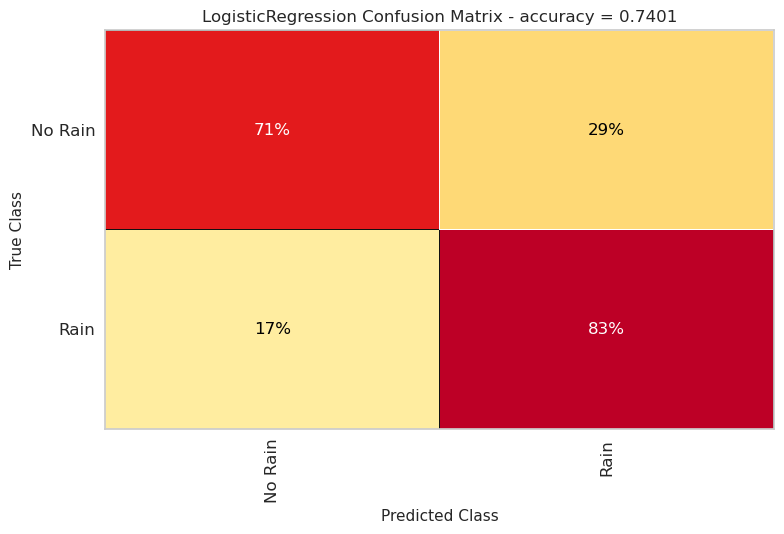 LogisticRegression Confusion Matrix - accuracy = 0.7401
True Class
No Rain
71%
29%
Rain
17%
83%
No Rain
Rain
Predicted Class